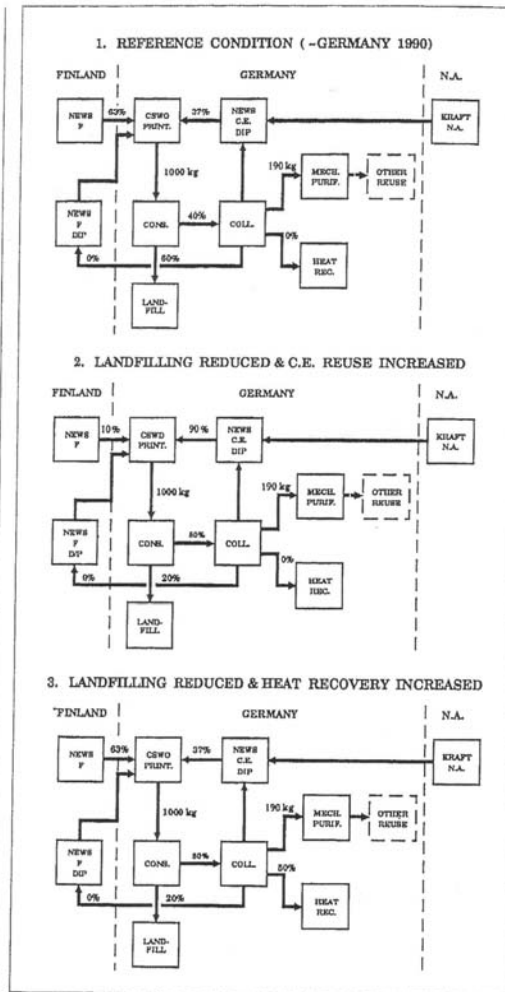 1. REFERENCE CONDITION (-GERMANY 1990)
FINLAND
GERMANY
N.A.
NEWS
F
63%
CSWO
PRINT.
37%
NEWS
C.E.
DIP
KRAFT
N.A.
1000 kg
190 kg
MECH.
PURIF.
OTHER
REUSE
NEWS
F
DIP
CONS.
40%
COLL.
0%
0%
60%
HEAT
REC.
LAND-
FILL
2. LANDFILLING REDUCED & C.E. REUSE INCREASED
FINLAND
GERMANY
N.A.
NEWS
F
10%
CSWO
PRINT.
90%
NEWS
C.E.
DIP
KRAFT
N.A.
1000 kg
190 kg
MECH.
PURIF.
OTHER
REUSE
NEWS
F
D/P
CONS.
80%
COLL.
0%
0%
20%
HEAT
REC.
LAND-
FILL
3. LANDFILLING REDUCED & HEAT RECOVERY INCREASED
"FINLAND
GERMANY
N.A.
NEWS
F
63%
CSWO
PRINT.
37%
NEWS
C.E.
DIP
KRAFT
N.A.
1000 kg
190 kg
MECH.
PURIF.
OTHER
REUSE
NEWS
F
DIP
CONS.
80%
COLL.
50%
0%
20%
HEAT
REC.
LAND-
FILL